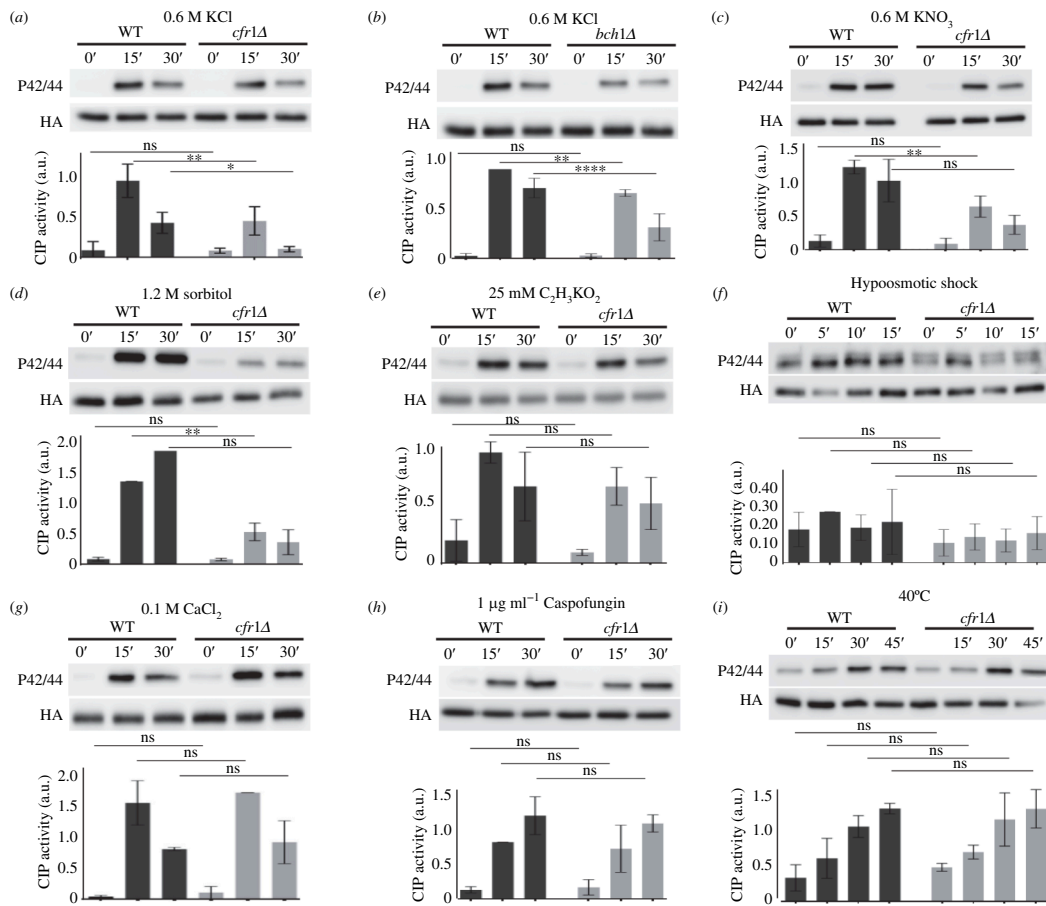 (a) 0.6 M KCl
WT cfr1Δ
0′ 15′ 30′ 0′ 15′ 30′
P42/44
HA
ns
**
*
CIP activity (a.u.)
1.0
0.5
0
(b) 0.6 M KCl
WT bch1Δ
0′ 15′ 30′ 0′ 15′ 30′
P42/44
HA
ns
**
****
CIP activity (a.u.)
1.0
0.5
0
(c) 0.6 M KNO₃
WT cfr1Δ
0′ 15′ 30′ 0′ 15′ 30′
P42/44
HA
ns
**
ns
CIP activity (a.u.)
1.5
1.0
0.5
0
(d) 1.2 M sorbitol
WT cfr1Δ
0′ 15′ 30′ 0′ 15′ 30′
P42/44
HA
ns
**
ns
CIP activity (a.u.)
2.0
1.5
1.0
0.5
0
(e) 25 mM C₂H₃KO₂
WT cfr1Δ
0′ 15′ 30′ 0′ 15′ 30′
P42/44
HA
ns
ns
ns
CIP activity (a.u.)
1.0
0.5
0
(f) Hypoosmotic shock
WT cfr1Δ
0′ 5′ 10′ 15′ 0′ 5′ 10′ 15′
P42/44
HA
ns
ns
ns
ns
CIP activity (a.u.)
0.40
0.30
0.20
0.10
0
(g) 0.1 M CaCl₂
WT cfr1Δ
0′ 15′ 30′ 0′ 15′ 30′
P42/44
HA
ns
ns
ns
CIP activity (a.u.)
2.0
1.5
1.0
0.5
0
(h) 1 µg ml⁻¹ Caspofungin
WT cfr1Δ
0′ 15′ 30′ 0′ 15′ 30′
P42/44
HA
ns
ns
ns
CIP activity (a.u.)
1.5
1.0
0.5
0
(i) 40ºC
WT cfr1Δ
0′ 15′ 30′ 45′ 15′ 30′ 45′
P42/44
HA
ns
ns
ns
ns
CIP activity (a.u.)
1.5
1.0
0.5
0